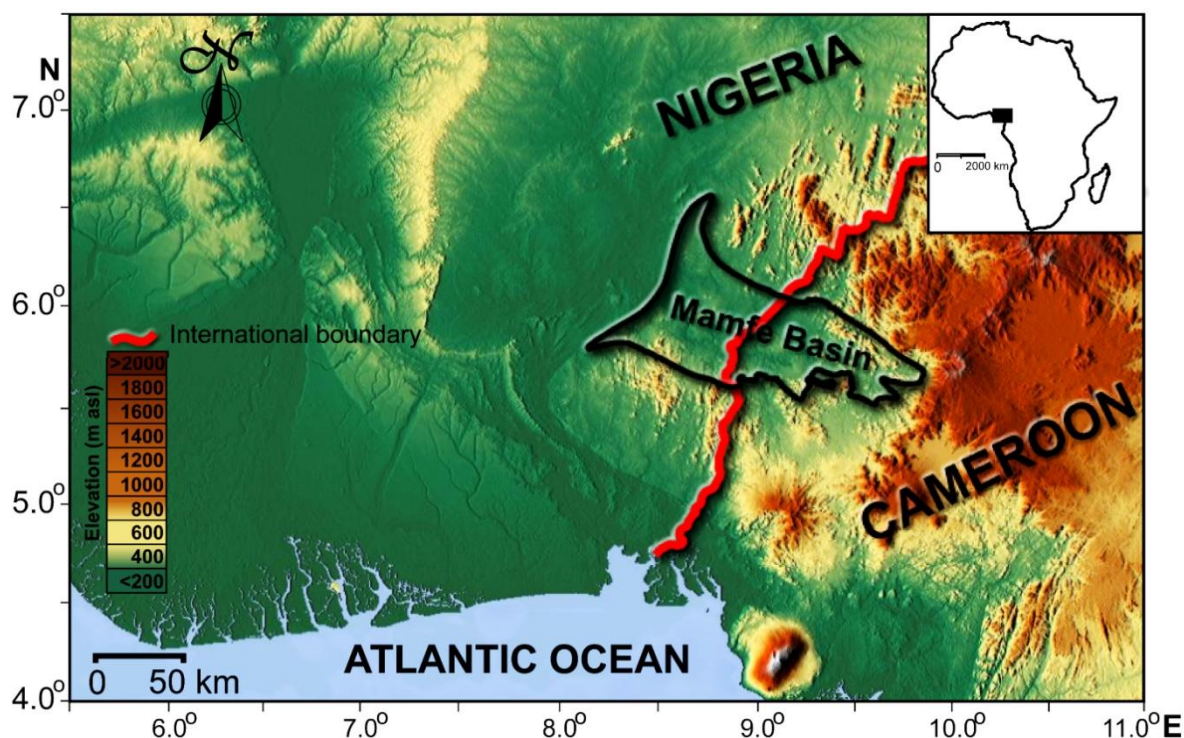 N
N
7.0°
6.0°
5.0°
4.0°
NIGERIA
0 2000 km
Mamfe Basin
International boundary
Elevation (m asl)
>2000
1800
1600
1400
1200
1000
800
600
400
<200
CAMEROON
ATLANTIC OCEAN
0 50 km
6.0° 7.0° 8.0° 9.0° 10.0° 11.0° E